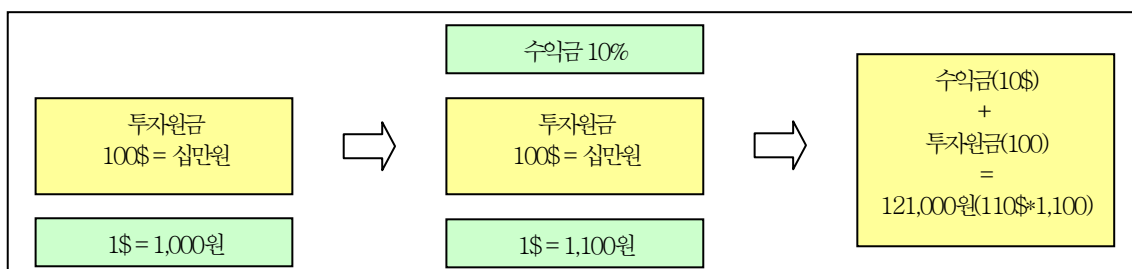 투자원금
100$ = 십만원
1$ = 1,000원
수익금 10%
투자원금
100$ = 십만원
1$ = 1,100원
수익금(10$)
+
투자원금(100)
=
121,000원(110$*1,100)